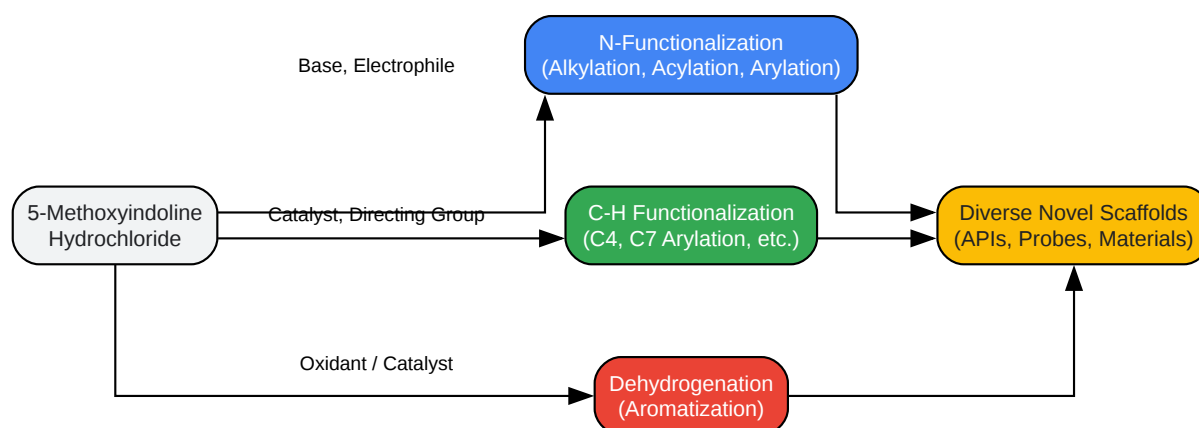 N-Functionalization
(Alkylation, Acylation, Arylation)
Base, Electrophile
5-Methoxyindoline
Hydrochloride
Catalyst, Directing Group
C-H Functionalization
(C4, C7 Arylation, etc.)
Diverse Novel Scaffolds
(APIs, Probes, Materials)
Oxidant / Catalyst
Dehydrogenation
(Aromatization)